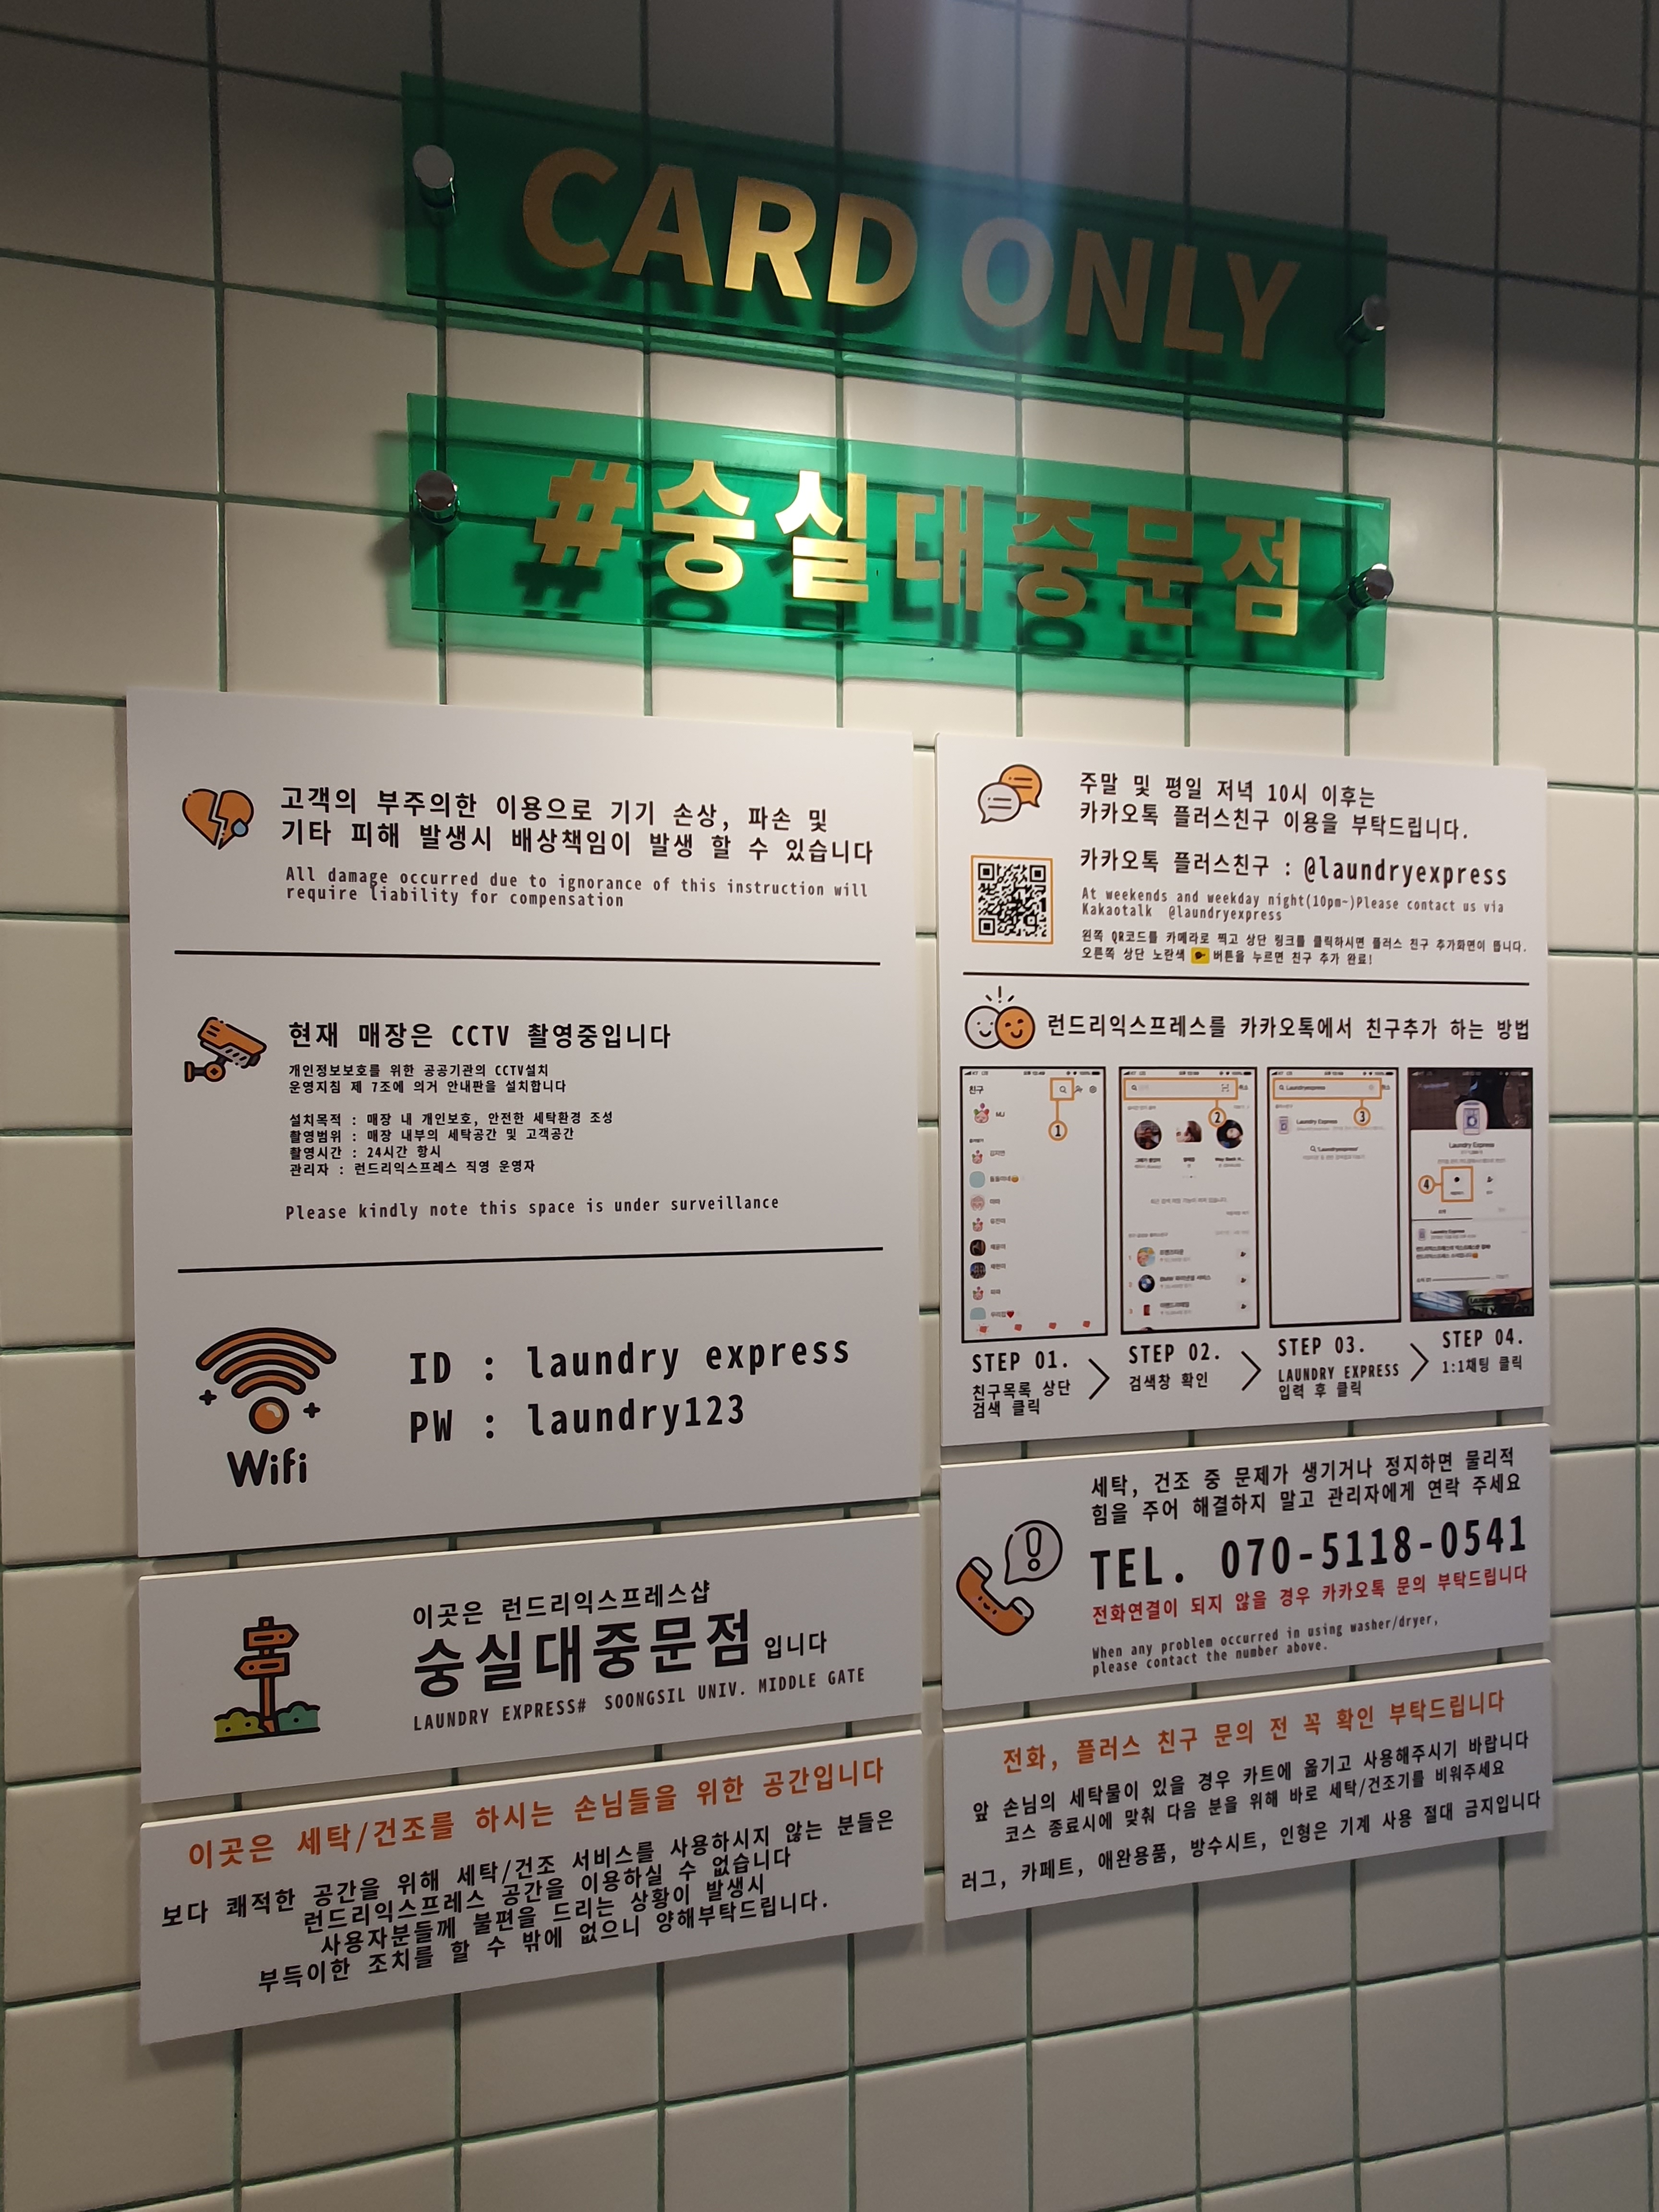 CARD ONLY
#숭실대중문점
고객의 부주의한 이용으로 기기 손상, 파손 및
기타 피해 발생시 배상책임이 발생 할 수 있습니다
All damage occurred due to ignorance of this instruction will
require liability for compensation
현재 매장은 CCTV 촬영중입니다
개인정보보호를 위한 공공기관의 CCTV설치
운영지침 제 7조에 의거 안내판을 설치합니다
설치목적 : 매장 내 개인보호, 안전한 세탁환경 조성
촬영범위 : 매장 내부의 세탁공간 및 고객공간
촬영시간 : 24시간 항시
관리자 : 런드리익스프레스 직영 운영자
Please kindly note this space is under surveillance
Wifi
ID : laundry express
PW : laundry123
이곳은 런드리익스프레스샵
숭실대중문점 입니다
LAUNDRY EXPRESS# SOONGSIL UNIV. MIDDLE GATE
이곳은 세탁/건조를 하시는 손님들을 위한 공간입니다
보다 쾌적한 공간을 위해 세탁/건조 서비스를 사용하시지 않는 분들은
런드리익스프레스 공간을 이용하실 수 없습니다
사용자분들께 불편을 드리는 상황이 발생시
부득이한 조치를 할 수 밖에 없으니 양해부탁드립니다.
주말 및 평일 저녁 10시 이후는
카카오톡 플러스친구 이용을 부탁드립니다.
카카오톡 플러스친구 : @laundryexpress
At weekends and weekday night(10pm~)Please contact us via
Kakaotalk @laundryexpress
왼쪽 QR코드를 카메라로 찍고 상단 링크를 클릭하시면 플러스 친구 추가화면이 뜹니다.
오른쪽 상단 노란색 버튼을 누르면 친구 추가 완료!
런드리익스프레스를 카카오톡에서 친구추가 하는 방법
친구
MJ
1
2
Laundryexpress
3
Laundry Express
'Laundryexpress'
Laundry Express
4
Laundry Express
STEP 01.
친구목록 상단
검색 클릭
STEP 02.
검색창 확인
STEP 03.
LAUNDRY EXPRESS
입력 후 클릭
STEP 04.
1:1채팅 클릭
세탁, 건조 중 문제가 생기거나 정지하면 물리적
힘을 주어 해결하지 말고 관리자에게 연락 주세요
TEL. 070-5118-0541
전화연결이 되지 않을 경우 카카오톡 문의 부탁드립니다
When any problem occurred in using washer/dryer,
please contact the number above.
전화, 플러스 친구 문의 전 꼭 확인 부탁드립니다
앞 손님의 세탁물이 있을 경우 카트에 옮기고 사용해주시기 바랍니다
코스 종료시에 맞춰 다음 분을 위해 바로 세탁/건조기를 비워주세요
러그, 카페트, 애완용품, 방수시트, 인형은 기계 사용 절대 금지입니다